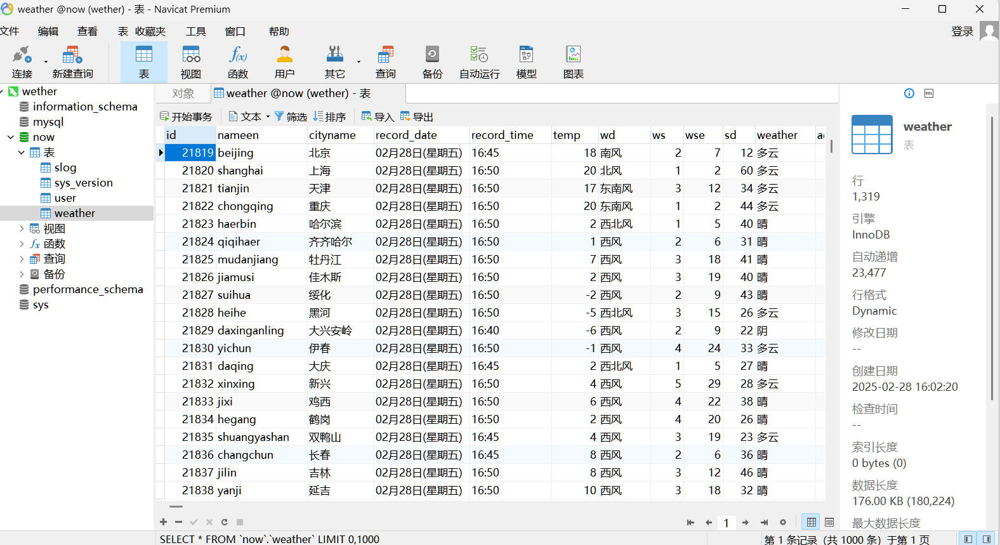 weather @now (wether) - 表 - Navicat Premium
文件 编辑 查看 表 收藏夹 工具 窗口 帮助 登录
连接 新建查询 表 视图 函数 用户 其它 查询 备份 自动运行 模型 图表
wether
information_schema
mysql
now
表
slog
sys_version
user
weather
视图
函数
查询
备份
performance_schema
sys
对象 weather @now (wether) - 表
开始事务 文本 筛选 排序 导入 导出
id nameen cityname record_date record_time temp wd ws wse sd weather
21819 beijing 北京 02月28日(星期五) 16:45 18 南风 2 7 12 多云
21820 shanghai 上海 02月28日(星期五) 16:50 20 北风 1 2 60 多云
21821 tianjin 天津 02月28日(星期五) 16:50 17 东南风 3 12 34 多云
21822 chongqing 重庆 02月28日(星期五) 16:50 20 东南风 1 2 44 多云
21823 haerbin 哈尔滨 02月28日(星期五) 16:50 2 西北风 1 5 40 晴
21824 qiqihaer 齐齐哈尔 02月28日(星期五) 16:50 1 西风 2 6 31 晴
21825 mudanjiang 牡丹江 02月28日(星期五) 16:50 7 西风 3 18 41 晴
21826 jiamusi 佳木斯 02月28日(星期五) 16:50 2 西风 3 19 40 晴
21827 suihua 绥化 02月28日(星期五) 16:50 -2 西风 2 9 43 晴
21828 heihe 黑河 02月28日(星期五) 16:50 -5 西北风 3 15 26 多云
21829 daxinganling 大兴安岭 02月28日(星期五) 16:40 -6 西风 2 9 22 阴
21830 yichun 伊春 02月28日(星期五) 16:50 -1 西风 4 24 33 多云
21831 daqing 大庆 02月28日(星期五) 16:45 2 西北风 1 5 27 晴
21832 xinxing 新兴 02月28日(星期五) 16:50 4 西风 5 29 28 多云
21833 jixi 鸡西 02月28日(星期五) 16:50 6 西风 4 22 38 晴
21834 hegang 鹤岗 02月28日(星期五) 16:50 2 西风 4 20 26 晴
21835 shuangyashan 双鸭山 02月28日(星期五) 16:45 4 西风 3 19 23 多云
21836 changchun 长春 02月28日(星期五) 16:45 8 西风 2 6 36 晴
21837 jilin 吉林 02月28日(星期五) 16:50 8 西风 3 12 46 晴
21838 yanji 延吉 02月28日(星期五) 16:50 10 西风 3 18 32 晴
1
SELECT * FROM `now`.`weather` LIMIT 0,1000
第 1 条记录 (共 1000 条) 于第 1 页
DDL
weather
表
行
1,319
引擎
InnoDB
自动递增
23,477
行格式
Dynamic
修改日期
--
创建日期
2025-02-28 16:02:20
检查时间
--
索引长度
0 bytes (0)
数据长度
176.00 KB (180,224)
最大数据长度